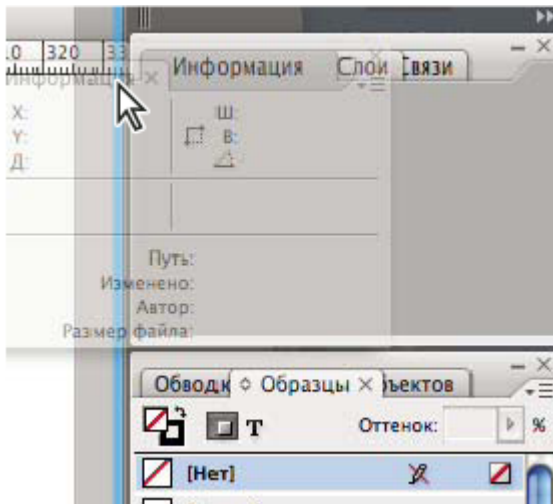 0 320 33
Информация Слои Связи
Информация
X: Ш:
Y: В:
Д:
Путь:
Изменено:
Автор:
Размер файла:
Обводк Образцы ъектов
T Оттенок: %
[Нет]